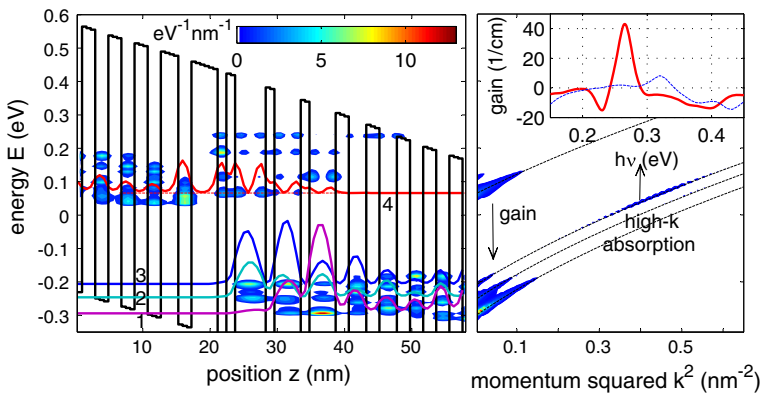 eV⁻¹nm⁻¹
0 5 10
0.6
0.5
0.4
0.3
0.2
0.1
0
-0.1
-0.2
-0.3
energy E (eV)
4
3
2
1
10 20 30 40 50
position z (nm)
gain (1/cm)
40
20
0
-20
0.2 0.3 0.4
hν (eV)
gain
high-k
absorption
0.1 0.3 0.5
momentum squared k² (nm⁻²)